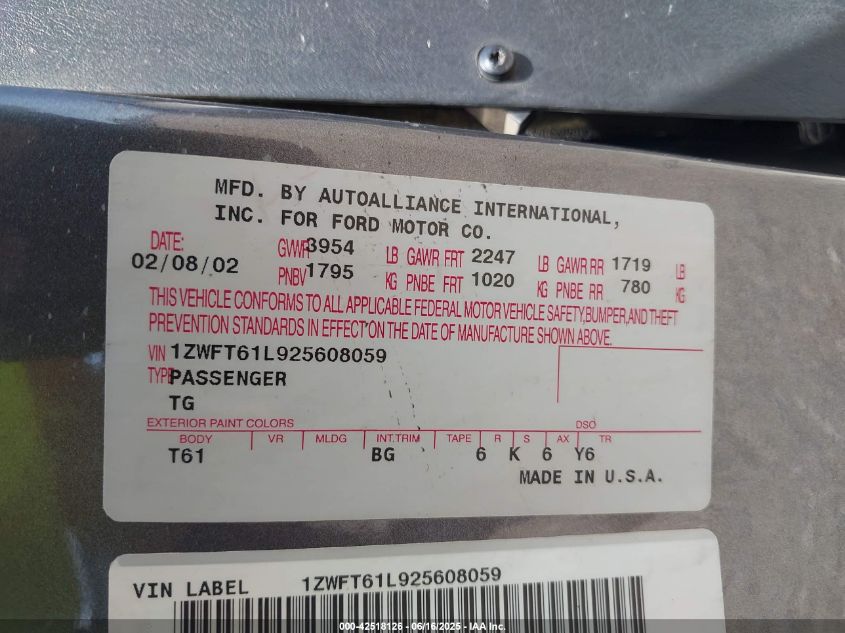 MFD. BY AUTOALLIANCE INTERNATIONAL,
INC. FOR FORD MOTOR CO.
DATE: GVWR 3954 LB GAWR FRT 2247 LB GAWR RR 1719 LB
02/08/02 PNBV 1795 KG PNBE FRT 1020 KG PNBE RR 780 KG
THIS VEHICLE CONFORMS TO ALL APPLICABLE FEDERAL MOTOR VEHICLE SAFETY, BUMPER, AND THEFT
PREVENTION STANDARDS IN EFFECT ON THE DATE OF MANUFACTURE SHOWN ABOVE.
VIN 1ZWFT61L925608059
TYPE PASSENGER
TG
EXTERIOR PAINT COLORS DSO
BODY VR MLDG INT.TRIM TAPE R S AX TR
T61 BG 6 K 6 Y6
MADE IN U.S.A.
VIN LABEL 1ZWFT61L925608059
000-42518126 - 06/16/2025 - IAA Inc.